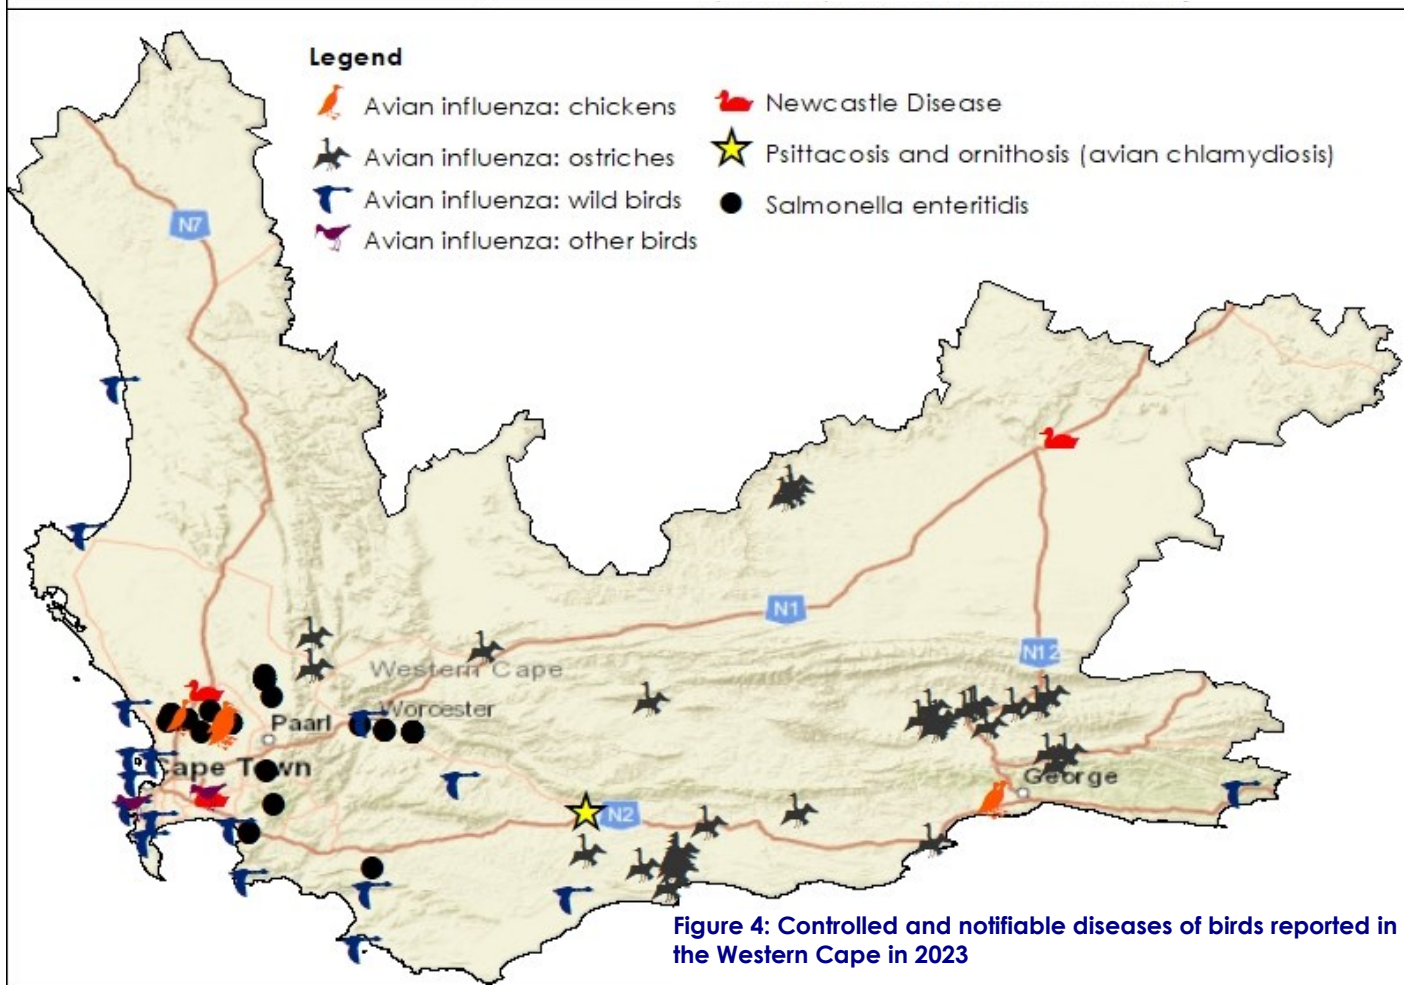 Legend
Avian influenza: chickens
Avian influenza: ostriches
Avian influenza: wild birds
Avian influenza: other birds
Newcastle Disease
Psittacosis and ornithosis (avian chlamydiosis)
Salmonella enteritidis
N7
N1
N12
Western Cape
Worcester
Paarl
Cape Town
George
N2
Figure 4: Controlled and notifiable diseases of birds reported in
the Western Cape in 2023